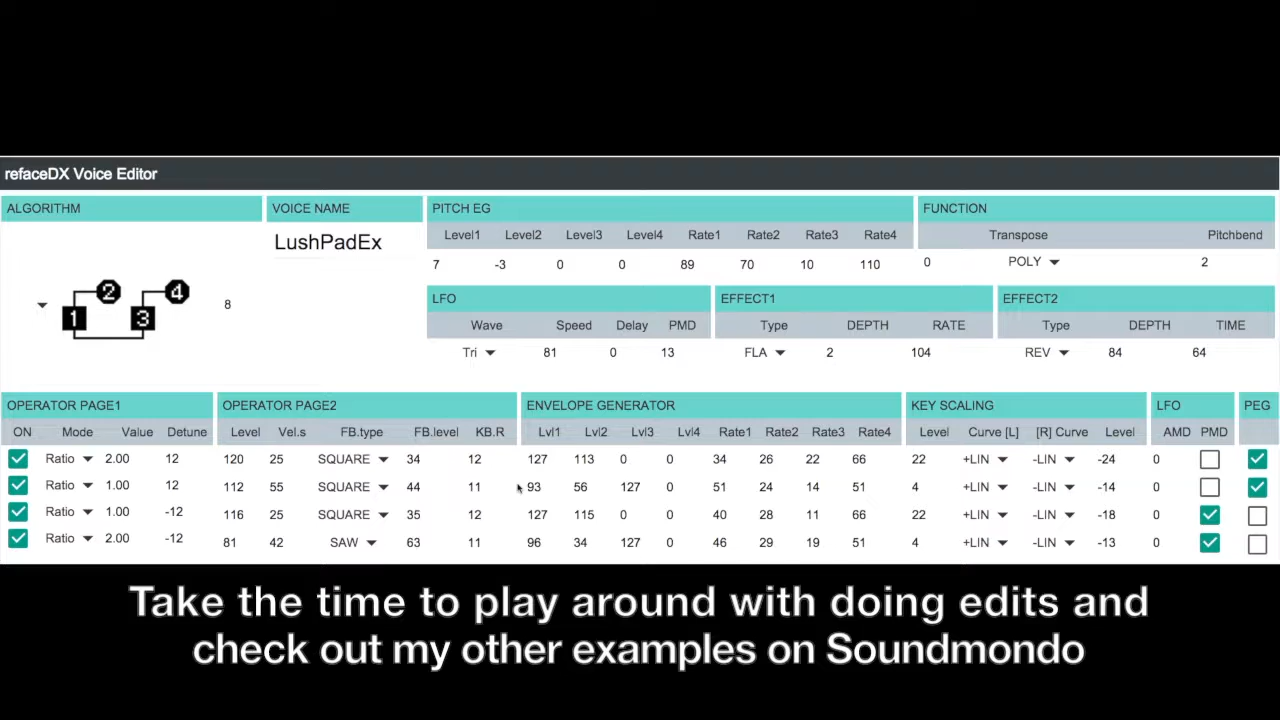 refaceDX Voice Editor
ALGORITHM VOICE NAME PITCH EG FUNCTION
Level1 Level2 Level3 Level4 Rate1 Rate2 Rate3 Rate4 Transpose Pitchbend
LushPadEx
7 -3 0 0 89 70 10 110 0 POLY 2
LFO EFFECT1 EFFECT2
2 4
1 3
8
Wave Speed Delay PMD Type DEPTH RATE Type DEPTH TIME
Tri 81 0 13 FLA 2 104 REV 84 64
OPERATOR PAGE1 OPERATOR PAGE2 ENVELOPE GENERATOR KEY SCALING LFO PEG
ON Mode Value Detune Level Vel.s FB.type FB.level KB.R Lvl1 Lvl2 Lvl3 Lvl4 Rate1 Rate2 Rate3 Rate4 Level Curve [L] [R] Curve Level AMD PMD
Ratio 2.00 12 120 25 SQUARE 34 12 127 113 0 0 34 26 22 66 22 +LIN -LIN -24 0
Ratio 1.00 12 112 55 SQUARE 44 11 93 56 127 0 51 24 14 51 4 +LIN -LIN -14 0
Ratio 1.00 -12 116 25 SQUARE 35 12 127 115 0 0 40 28 11 66 22 +LIN -LIN -18 0
Ratio 2.00 -12 81 42 SAW 63 11 96 34 127 0 46 29 19 51 4 +LIN -LIN -13 0
Take the time to play around with doing edits and
check out my other examples on Soundmondo